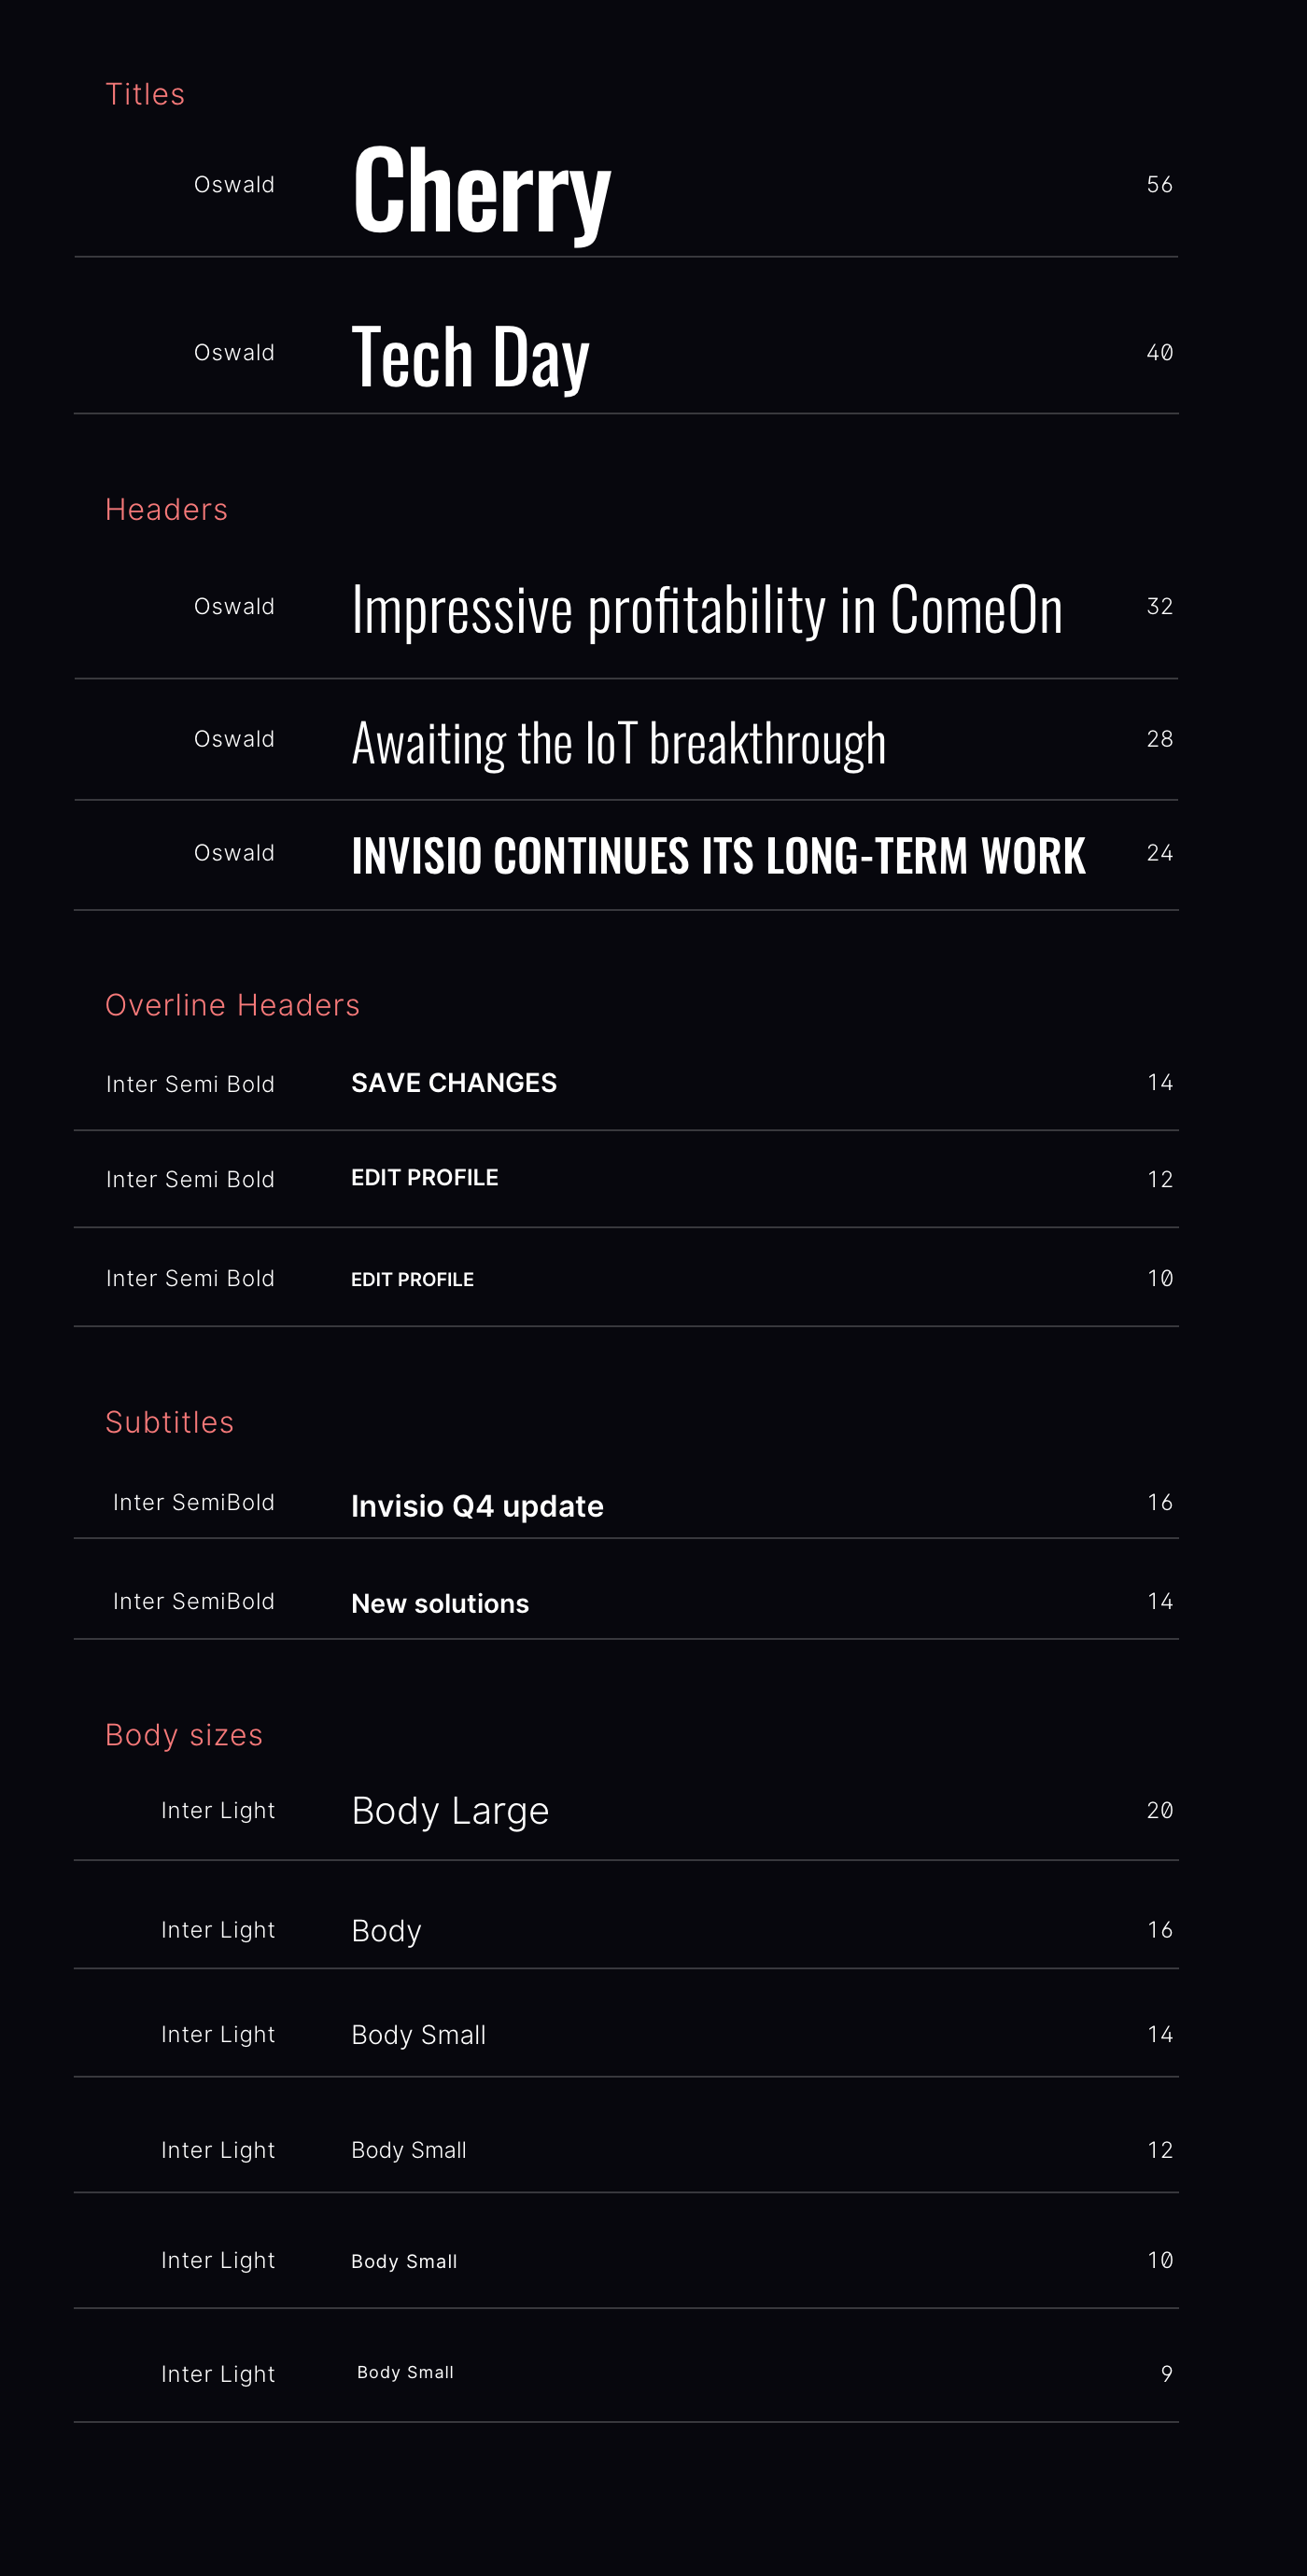 Titles
Oswald Cherry 56
Oswald Tech Day 40
Headers
Oswald Impressive profitability in ComeOn 32
Oswald Awaiting the IoT breakthrough 28
Oswald INVISIO CONTINUES ITS LONG-TERM WORK 24
Overline Headers
Inter Semi Bold SAVE CHANGES 14
Inter Semi Bold EDIT PROFILE 12
Inter Semi Bold EDIT PROFILE 10
Subtitles
Inter SemiBold Invisio Q4 update 16
Inter SemiBold New solutions 14
Body sizes
Inter Light Body Large 20
Inter Light Body 16
Inter Light Body Small 14
Inter Light Body Small 12
Inter Light Body Small 10
Inter Light Body Small 9